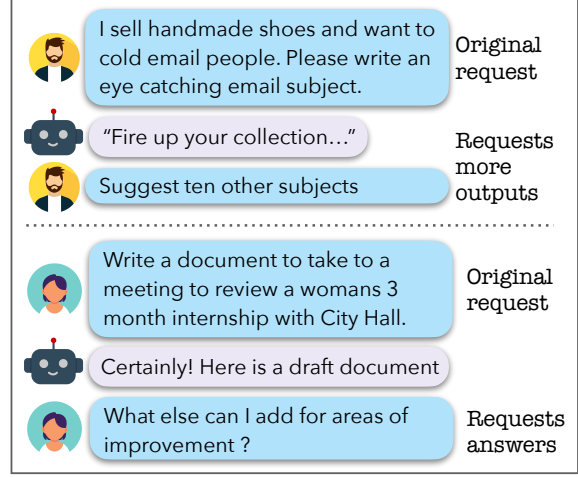 I sell handmade shoes and want to
cold email people. Please write an
eye catching email subject.
Original
request
“Fire up your collection…”
Suggest ten other subjects
Requests
more
outputs
Write a document to take to a
meeting to review a womans 3
month internship with City Hall.
Original
request
Certainly! Here is a draft document
What else can I add for areas of
improvement ?
Requests
answers